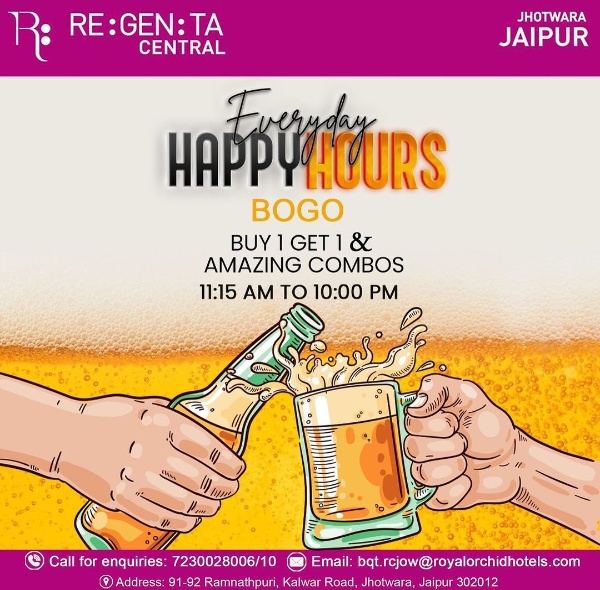 RE:GEN:TA
CENTRAL
JHOTWARA
JAIPUR
Everyday
HAPPY HOURS
BOGO
BUY 1 GET 1 &
AMAZING COMBOS
11:15 AM TO 10:00 PM
Call for enquiries: 7230028006/10 Email: bqt.rcjow@royalorchidhotels.com
Address: 91-92 Ramnathpuri, Kalwar Road, Jhotwara, Jaipur 302012